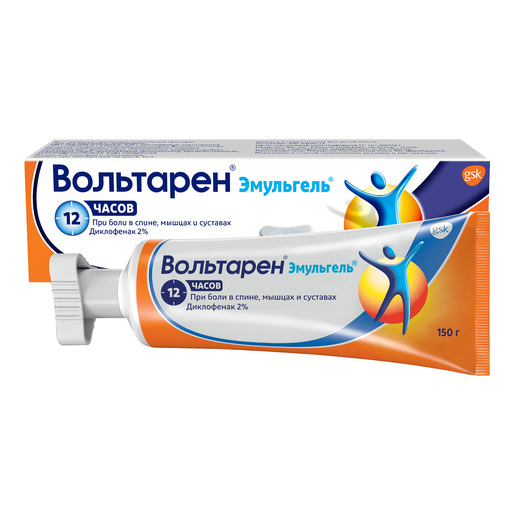 Вольтарен® Эмульгель®
12 ЧАСОВ
При боли в спине, мышцах и суставах
Диклофенак 2%
gsk
Вольтарен® Эмульгель®
12 ЧАСОВ
При боли в спине, мышцах и суставах
Диклофенак 2%
gsk
150 г